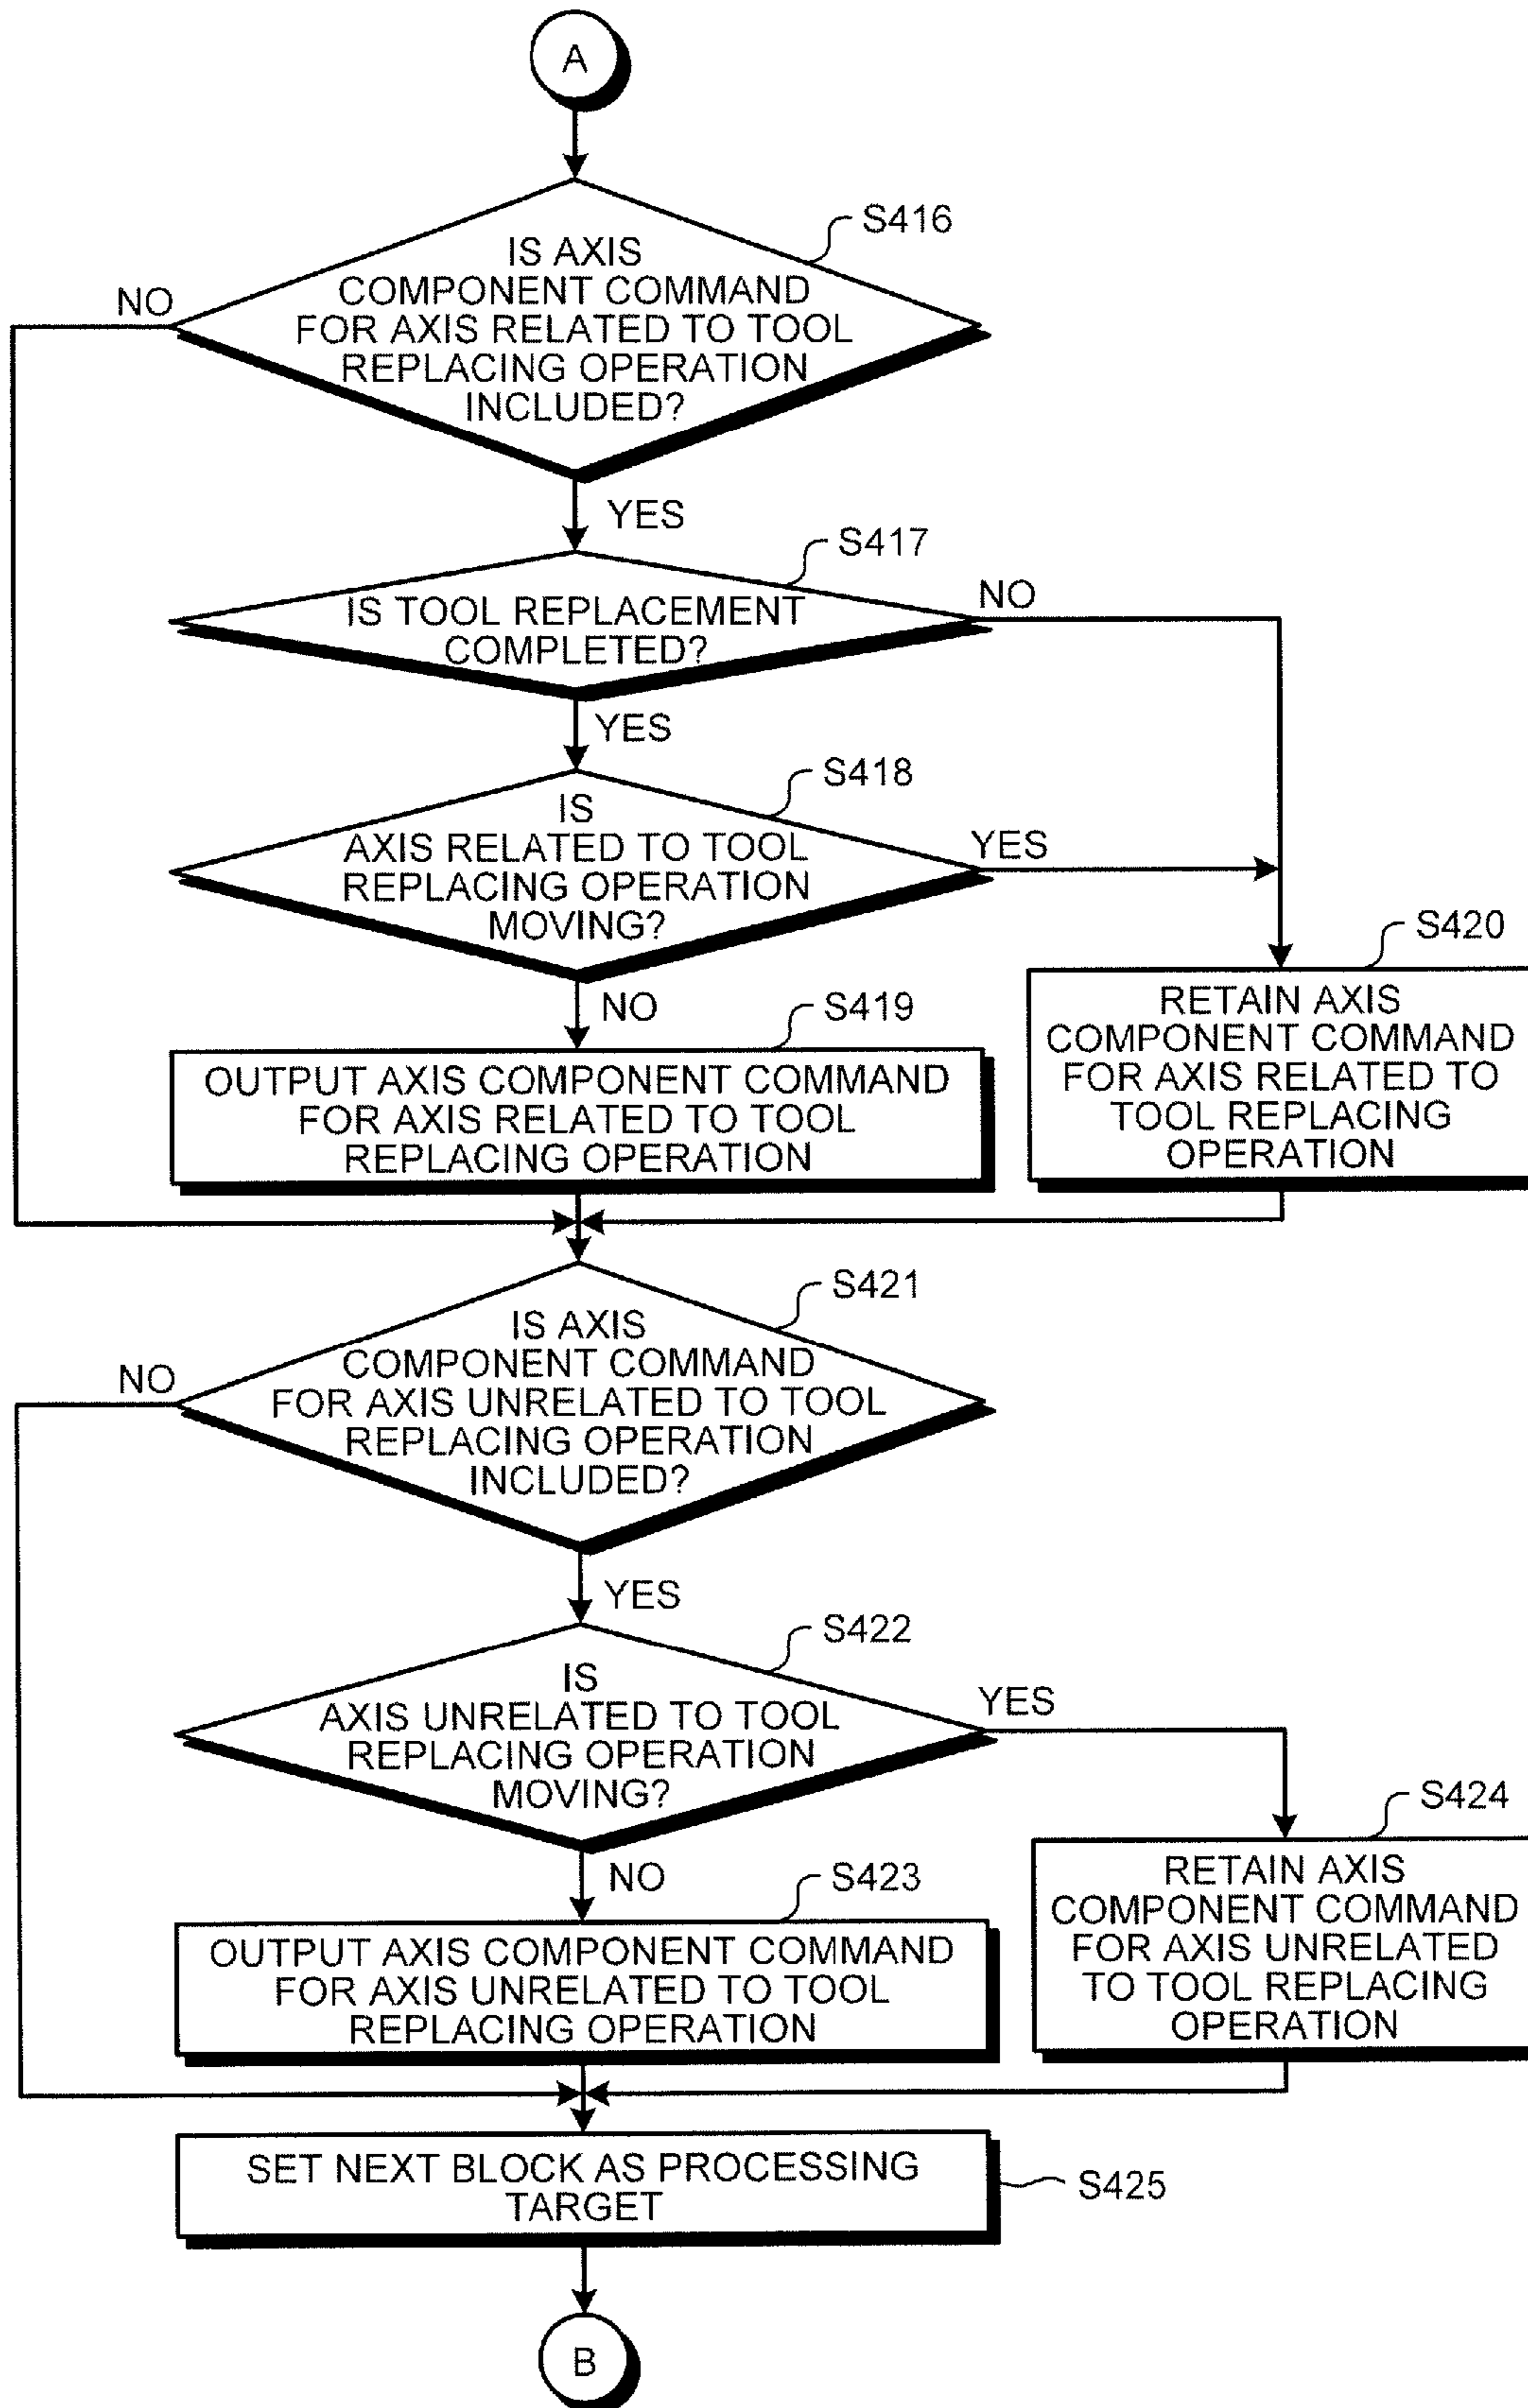 A
S416
IS AXIS
COMPONENT COMMAND
FOR AXIS RELATED TO TOOL
REPLACING OPERATION
INCLUDED?
NO
YES
S417
IS TOOL REPLACEMENT
COMPLETED?
NO
YES
S418
IS
AXIS RELATED TO TOOL
REPLACING OPERATION
MOVING?
YES
NO
S419
OUTPUT AXIS COMPONENT COMMAND
FOR AXIS RELATED TO TOOL
REPLACING OPERATION
S420
RETAIN AXIS
COMPONENT COMMAND
FOR AXIS RELATED TO
TOOL REPLACING
OPERATION
S421
IS AXIS
COMPONENT COMMAND
FOR AXIS UNRELATED TO TOOL
REPLACING OPERATION
INCLUDED?
NO
YES
S422
IS
AXIS UNRELATED TO TOOL
REPLACING OPERATION
MOVING?
YES
NO
S423
OUTPUT AXIS COMPONENT COMMAND
FOR AXIS UNRELATED TO TOOL
REPLACING OPERATION
S424
RETAIN AXIS
COMPONENT COMMAND
FOR AXIS UNRELATED
TO TOOL REPLACING
OPERATION
SET NEXT BLOCK AS PROCESSING
TARGET
S425
B